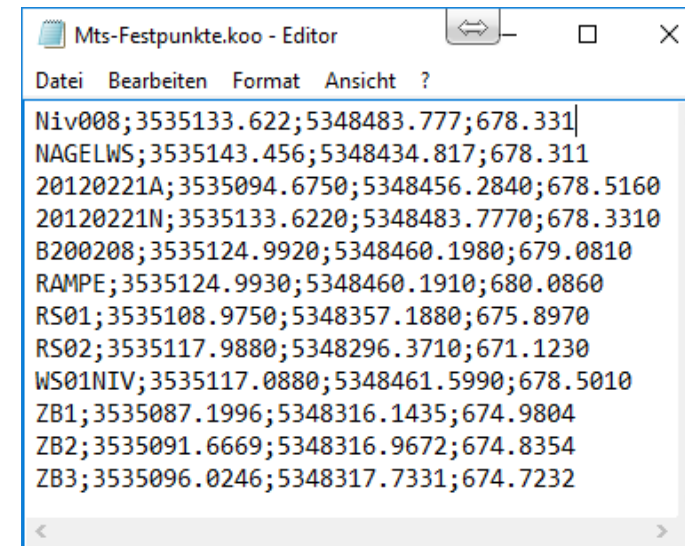 Mts-Festpunkte.koo - Editor
Datei Bearbeiten Format Ansicht ?
Niv008;3535133.622;5348483.777;678.331
NAGELWS;3535143.456;5348434.817;678.311
20120221A;3535094.6750;5348456.2840;678.5160
20120221N;3535133.6220;5348483.7770;678.3310
B200208;3535124.9920;5348460.1980;679.0810
RAMPE;3535124.9930;5348460.1910;680.0860
RS01;3535108.9750;5348357.1880;675.8970
RS02;3535117.9880;5348296.3710;671.1230
WS01NIV;3535117.0880;5348461.5990;678.5010
ZB1;3535087.1996;5348316.1435;674.9804
ZB2;3535091.6669;5348316.9672;674.8354
ZB3;3535096.0246;5348317.7331;674.7232